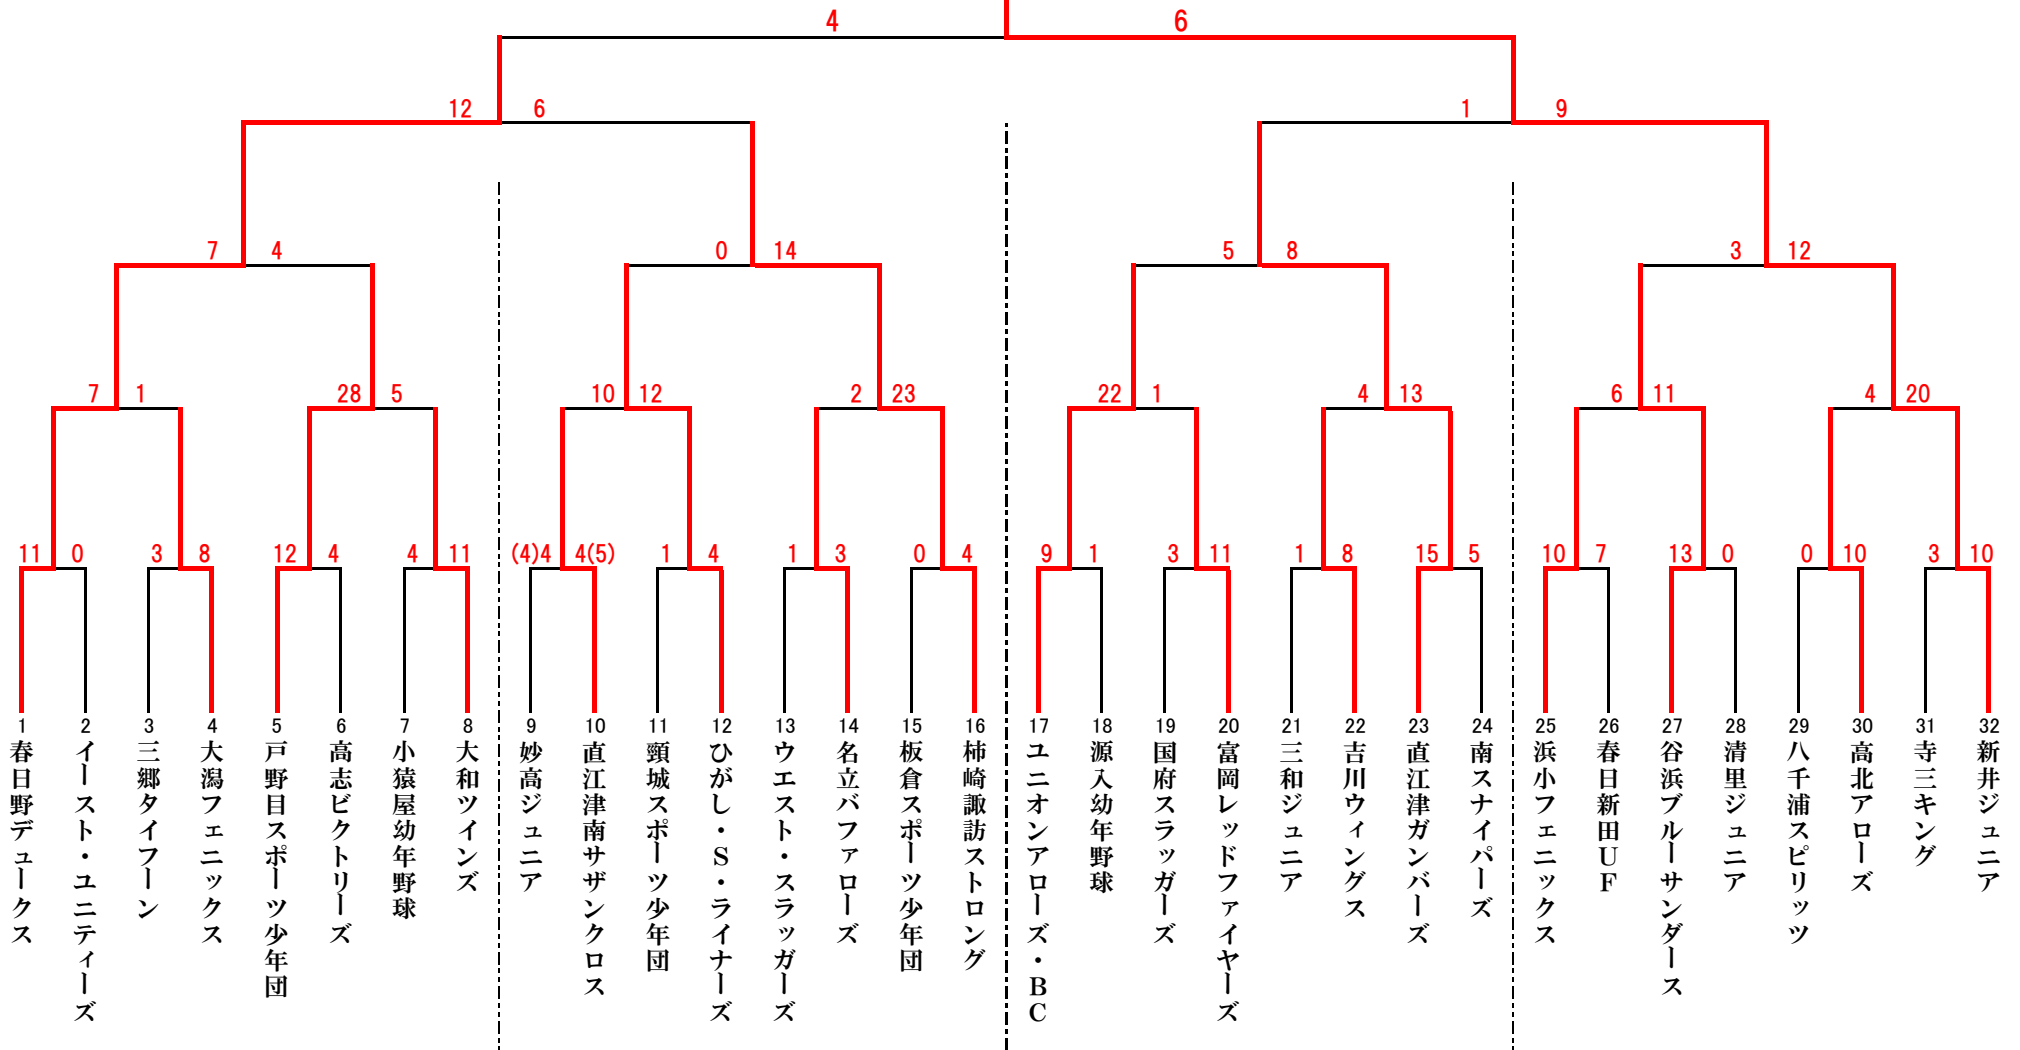 4 6
12 6 1 9
7 4 0 14 5 8 3 12
7 1 28 5 10 12 2 23 22 1 4 13 6 11 4 20
11 0 3 8 12 4 4 11 (4)4 4(5) 1 4 1 3 0 4 9 1 3 11 1 8 15 5 10 7 13 0 0 10 3 10
1 春日野デュークス
2 イースト・ユニティーズ
3 三郷タイフーン
4 大潟フェニックス
5 戸野目スポーツ少年団
6 高志ビクトリーズ
7 小猿屋幼年野球
8 大和ツインズ
9 妙高ジュニア
10 直江津南サザンクロス
11 頸城スポーツ少年団
12 ひがし・S・ライナーズ
13 ウエスト・スラッガーズ
14 名立バファローズ
15 板倉スポーツ少年団
16 柿崎諏訪ストロング
17 ユニオンアローズ・BC
18 源入幼年野球
19 国府スラッガーズ
20 富岡レッドファイヤーズ
21 三和ジュニア
22 吉川ウィングス
23 直江津ガンバーズ
24 南スナイパーズ
25 浜小フェニックス
26 春日新田UF
27 谷浜ブルーサンダース
28 清里ジュニア
29 八千浦スピリッツ
30 高北アローズ
31 寺三キング
32 新井ジュニア